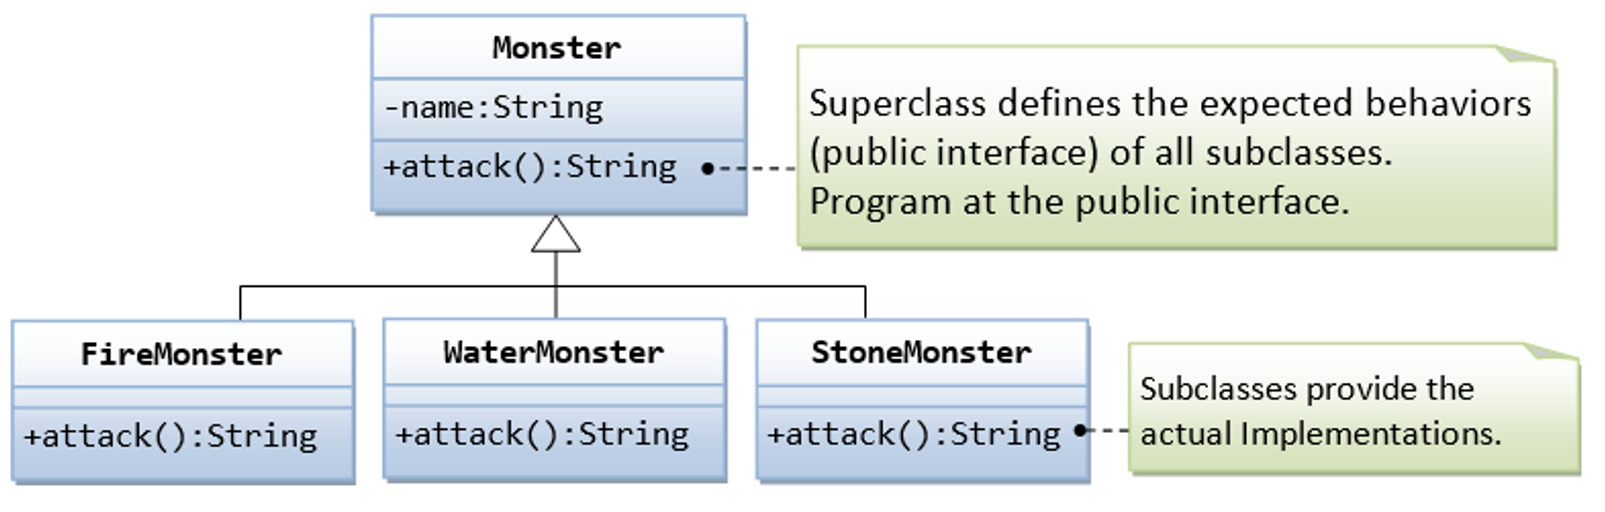 Monster
-name:String
+attack():String
Superclass defines the expected behaviors
(public interface) of all subclasses.
Program at the public interface.
FireMonster
+attack():String
WaterMonster
+attack():String
StoneMonster
+attack():String
Subclasses provide the
actual Implementations.